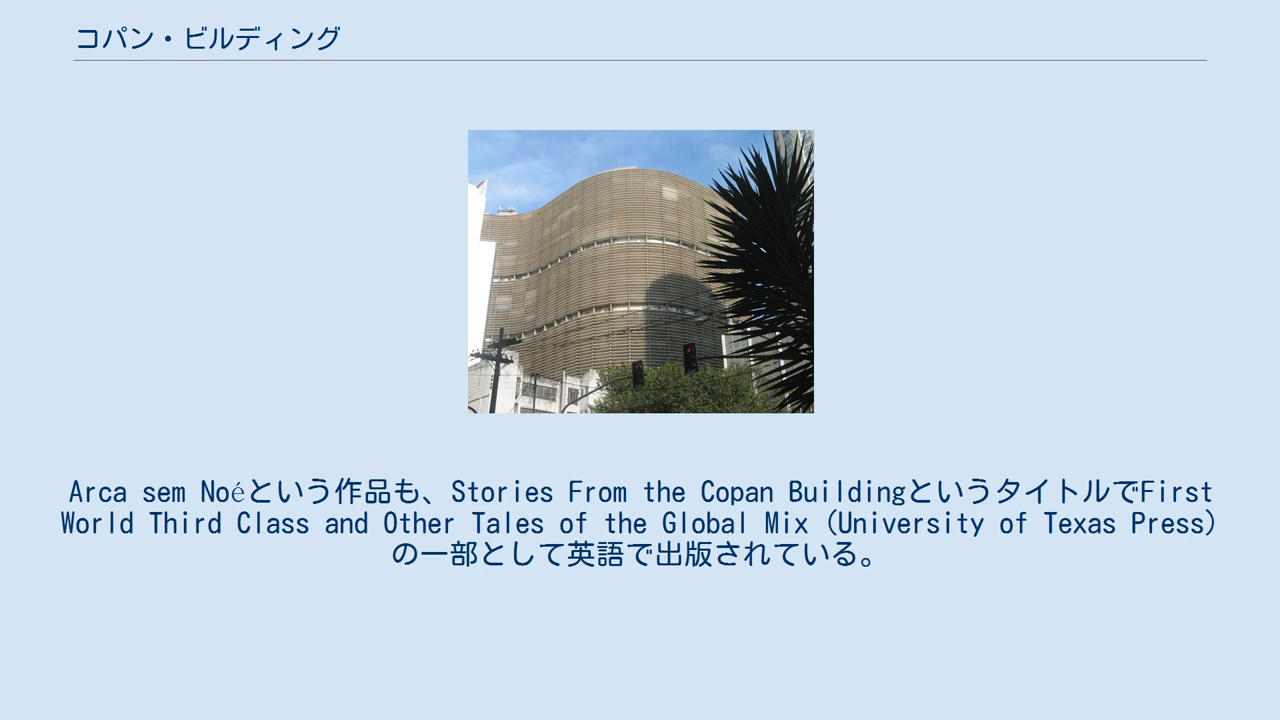 コパン・ビルディング
Arca sem Noéという作品も、Stories From the Copan BuildingというタイトルでFirst
World Third Class and Other Tales of the Global Mix (University of Texas Press)
の一部として英語で出版されている。